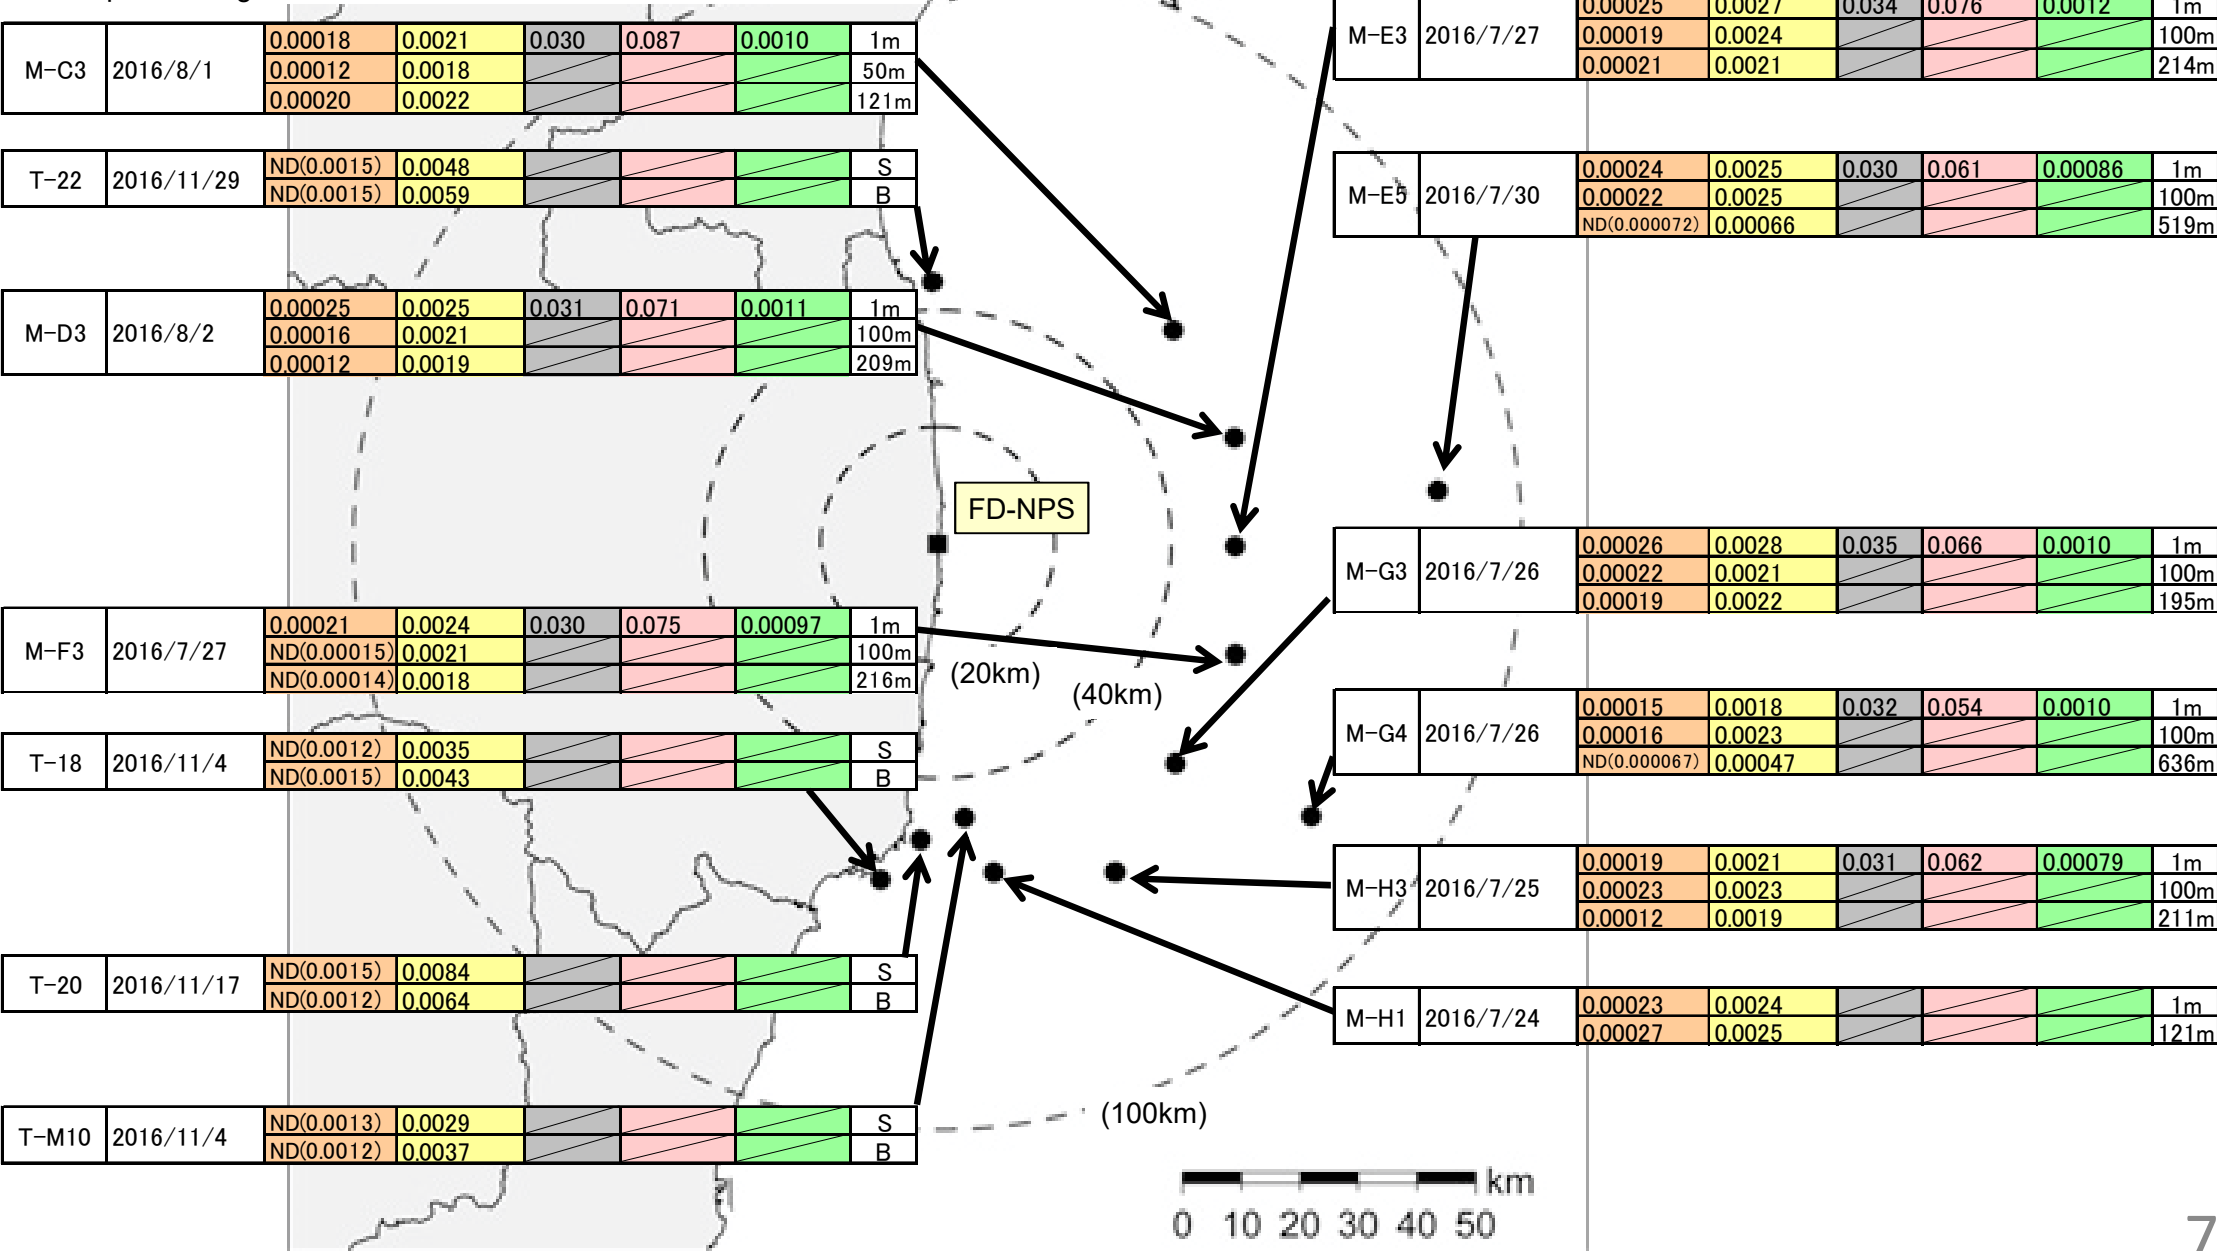 M-C3 2016/8/1 0.00018 0.0021 0.030 0.087 0.0010 1m
0.00012 0.0018 50m
0.00020 0.0022 121m
T-22 2016/11/29 ND(0.0015) 0.0048 S
ND(0.0015) 0.0059 B
M-D3 2016/8/2 0.00025 0.0025 0.031 0.071 0.0011 1m
0.00016 0.0021 100m
0.00012 0.0019 209m
M-F3 2016/7/27 0.00021 0.0024 0.030 0.075 0.00097 1m
ND(0.00015) 0.0021 100m
ND(0.00014) 0.0018 216m
T-18 2016/11/4 ND(0.0012) 0.0035 S
ND(0.0015) 0.0043 B
T-20 2016/11/17 ND(0.0015) 0.0084 S
ND(0.0012) 0.0064 B
T-M10 2016/11/4 ND(0.0013) 0.0029 S
ND(0.0012) 0.0037 B
FD-NPS
(20km)
(40km)
(100km)
M-E3 2016/7/27 0.00025 0.0027 0.034 0.076 0.0012 1m
0.00019 0.0024 100m
0.00021 0.0021 214m
M-E5 2016/7/30 0.00024 0.0025 0.030 0.061 0.00086 1m
0.00022 0.0025 100m
ND(0.000072) 0.00066 519m
M-G3 2016/7/26 0.00026 0.0028 0.035 0.066 0.0010 1m
0.00022 0.0021 100m
0.00019 0.0022 195m
M-G4 2016/7/26 0.00015 0.0018 0.032 0.054 0.0010 1m
0.00016 0.0023 100m
ND(0.000067) 0.00047 636m
M-H3 2016/7/25 0.00019 0.0021 0.031 0.062 0.00079 1m
0.00023 0.0023 100m
0.00012 0.0019 211m
M-H1 2016/7/24 0.00023 0.0024 1m
0.00027 0.0025 121m
km
0 10 20 30 40 50
7